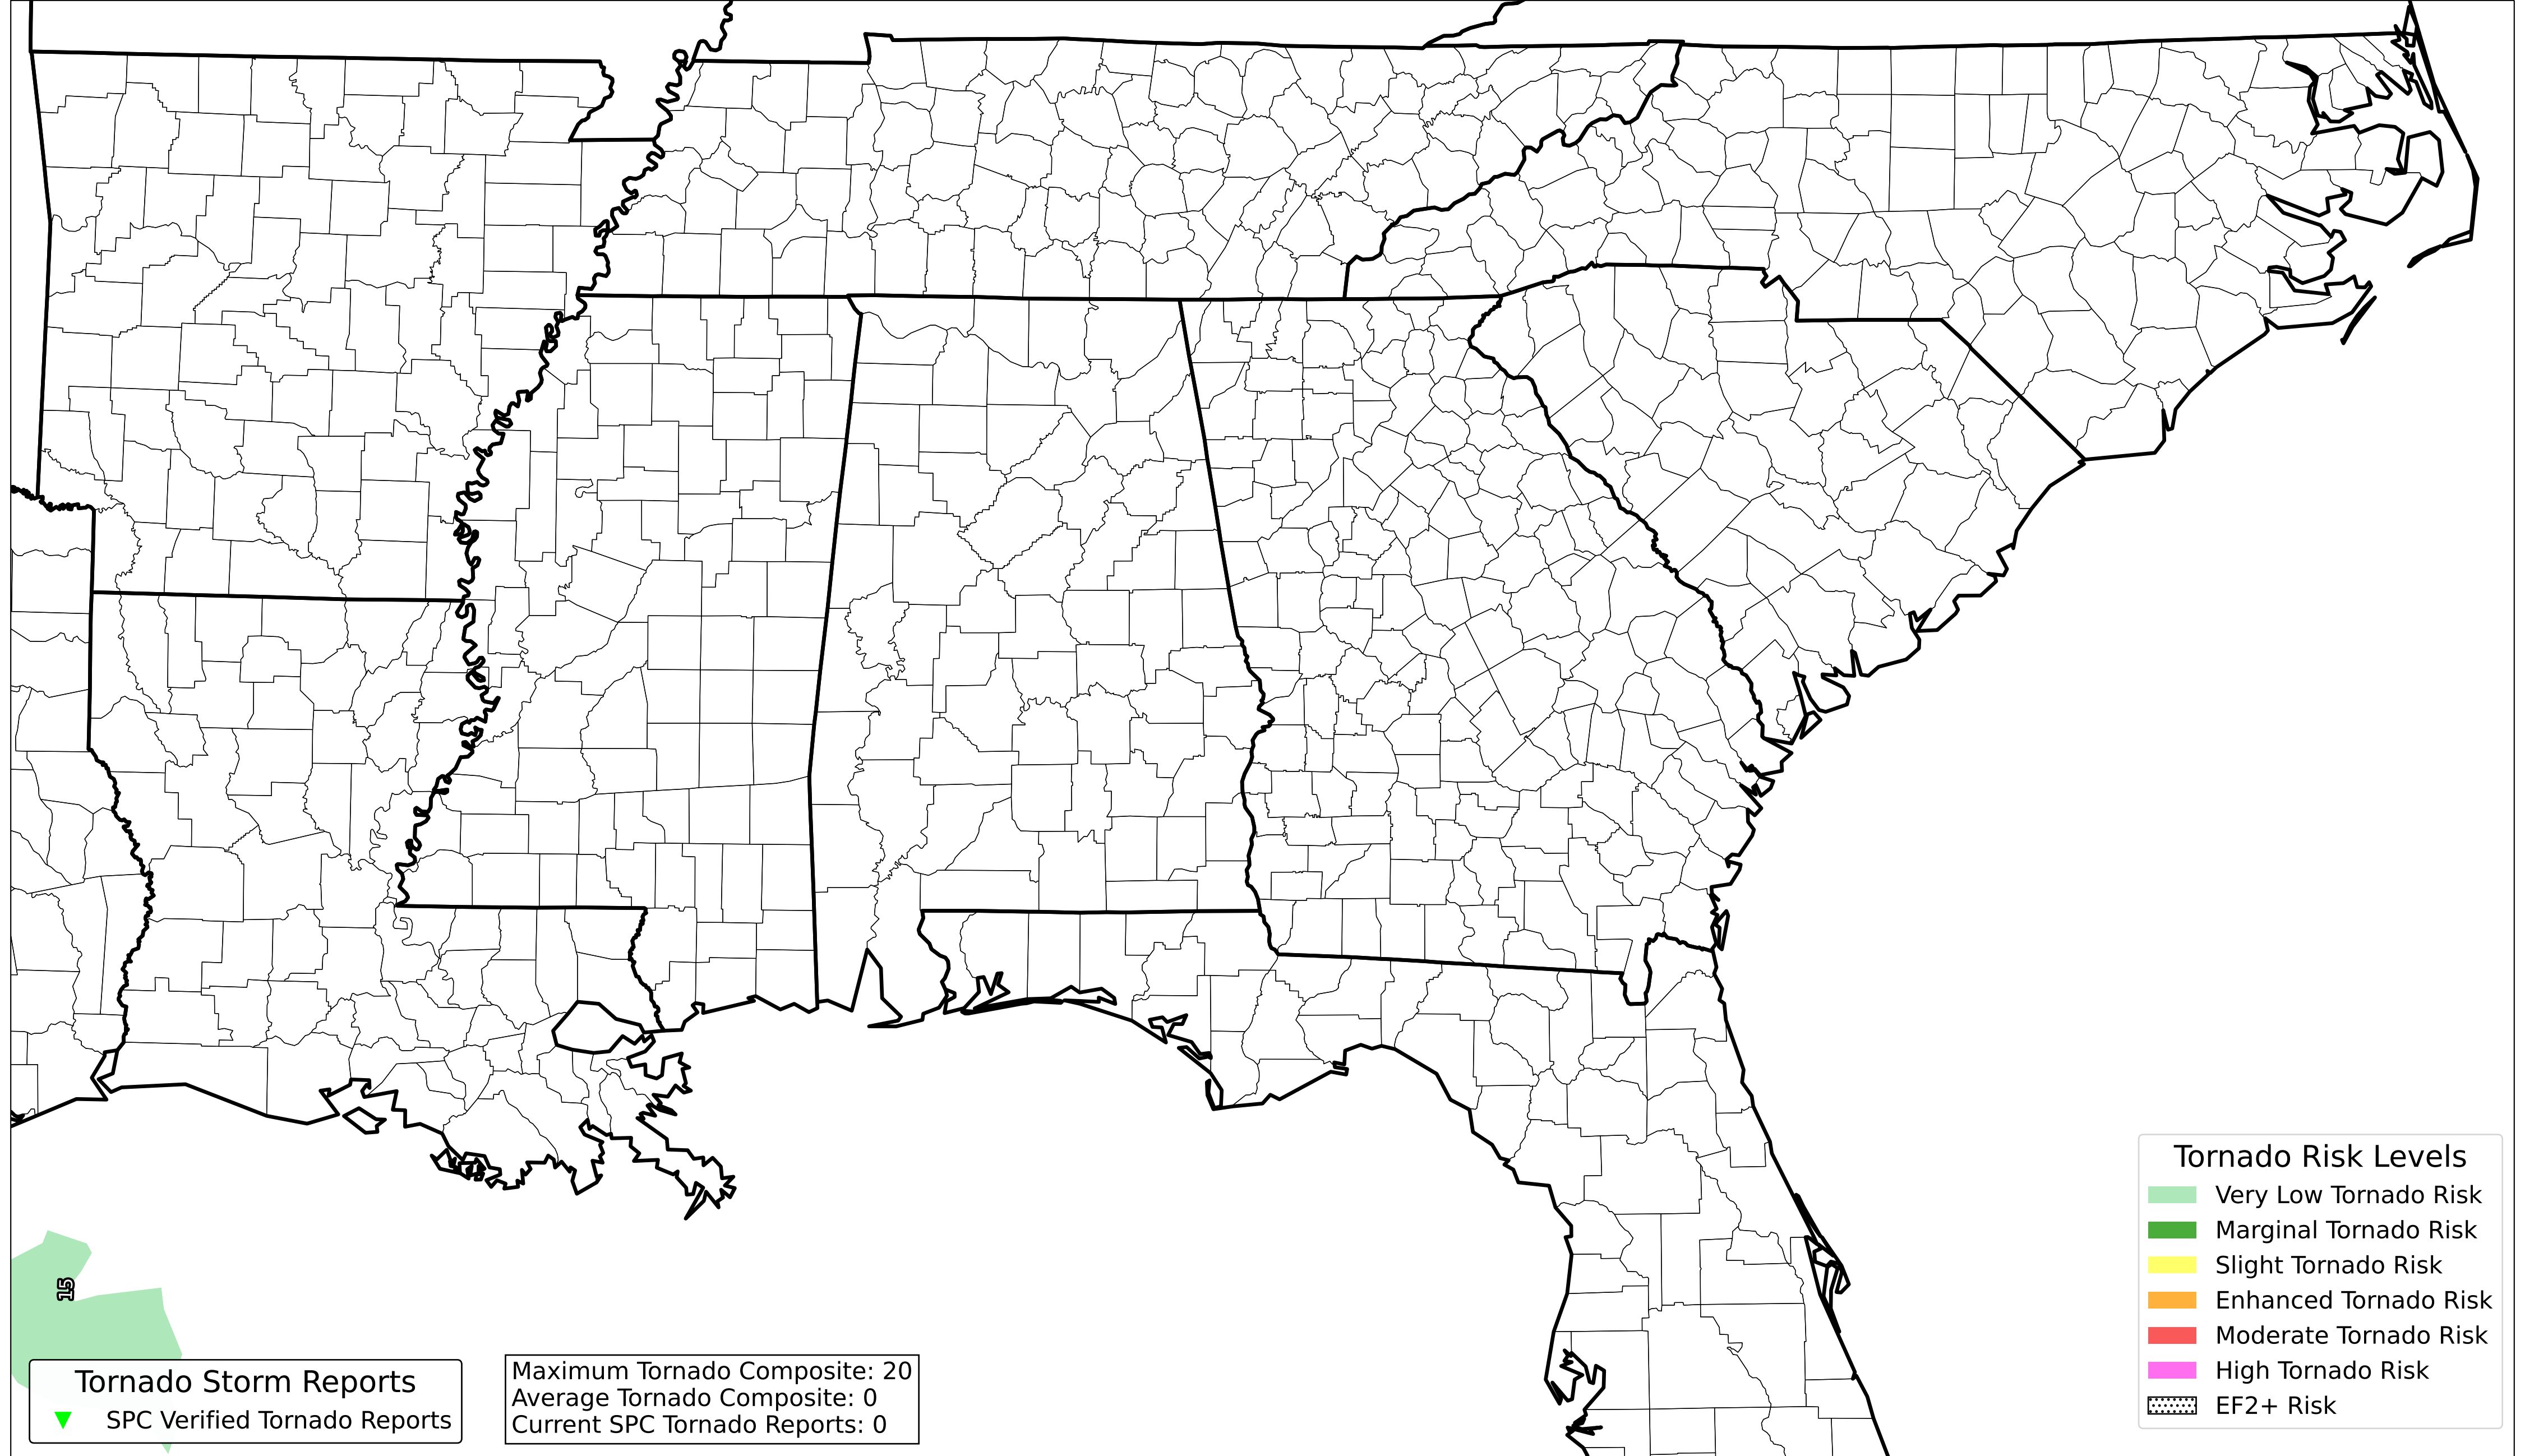 15
Tornado Storm Reports
SPC Verified Tornado Reports
Maximum Tornado Composite: 20
Average Tornado Composite: 0
Current SPC Tornado Reports: 0
Tornado Risk Levels
Very Low Tornado Risk
Marginal Tornado Risk
Slight Tornado Risk
Enhanced Tornado Risk
Moderate Tornado Risk
High Tornado Risk
EF2+ Risk